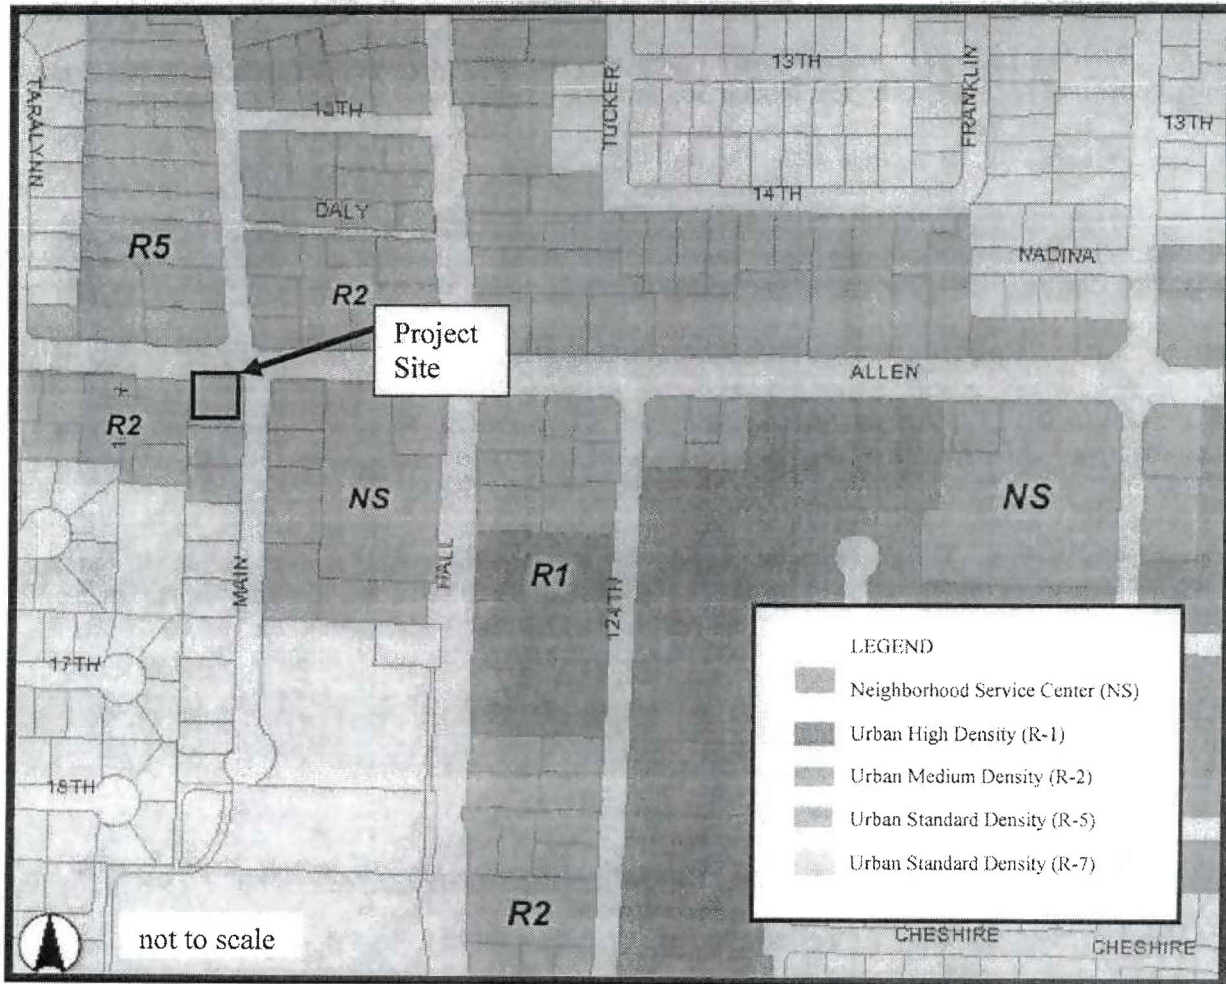 TARALYNN
TUCKER
13TH
FRANKLIN
13TH
13TH
14TH
DALY
R5
R2
NADINA
Project
Site
ALLEN
R2
NS
NS
MAIN
HALL
R1
124TH
17TH
18TH
R2
LEGEND
Neighborhood Service Center (NS)
Urban High Density (R-1)
Urban Medium Density (R-2)
Urban Standard Density (R-5)
Urban Standard Density (R-7)
not to scale
CHESHIRE
CHESHIRE